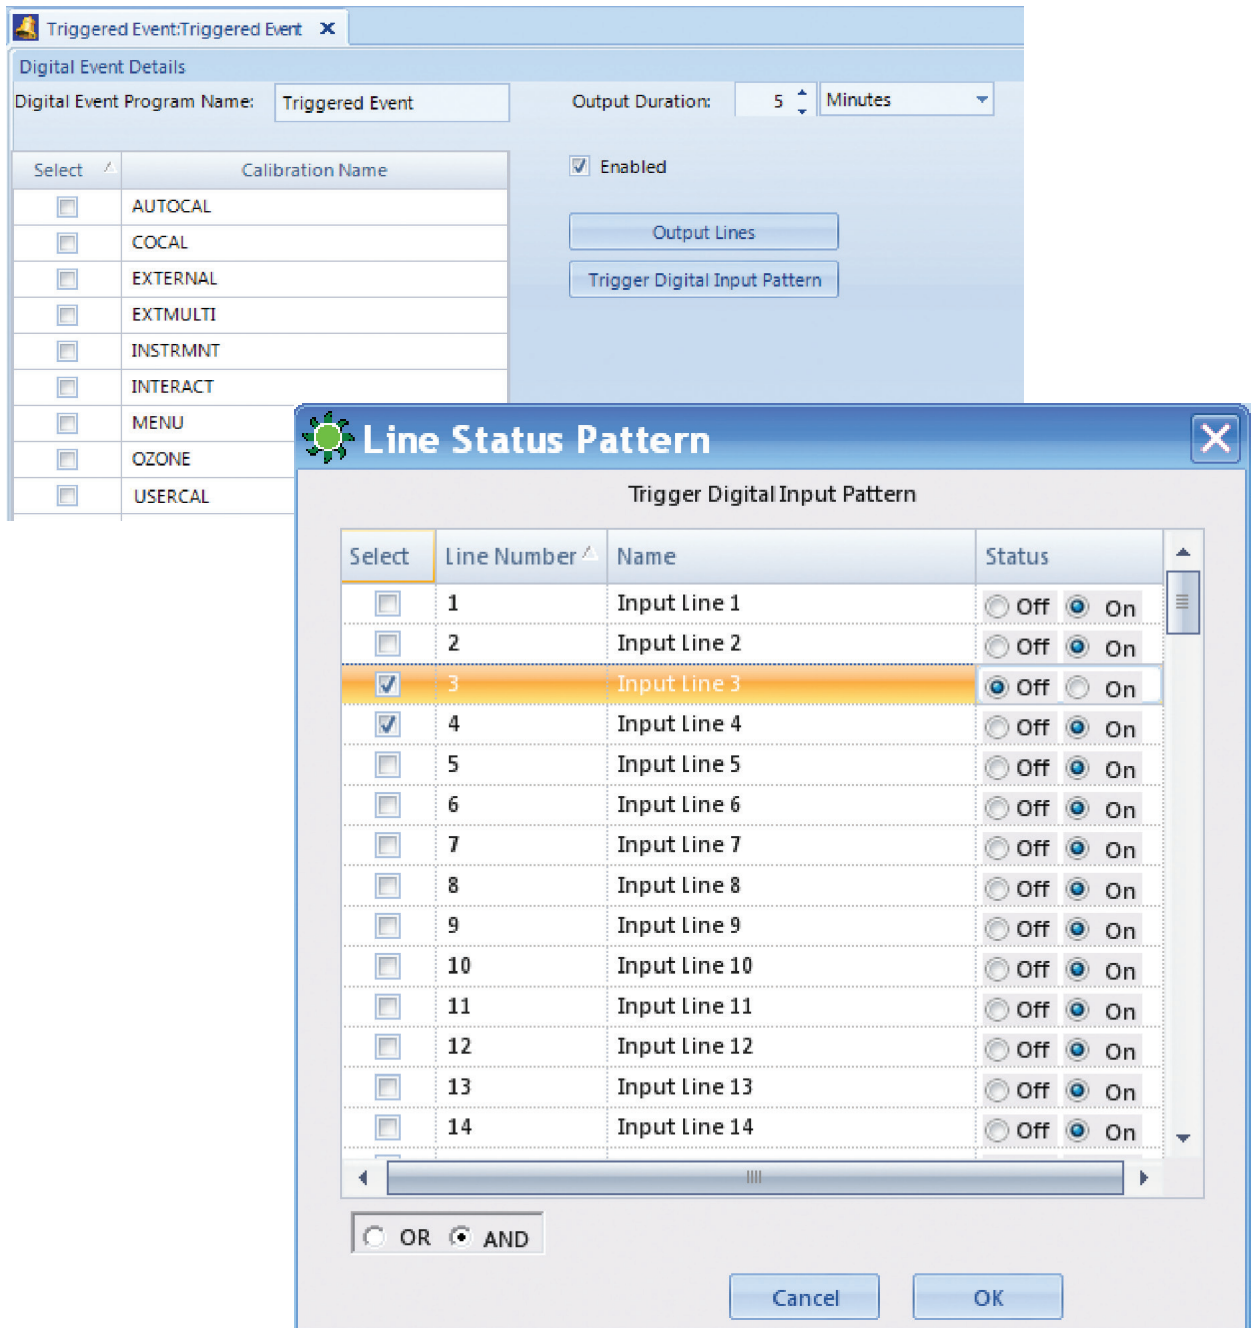 Triggered Event:Triggered Event X
Digital Event Details
Digital Event Program Name: Triggered Event Output Duration: 5 Minutes
Select Calibration Name
Enabled
AUTOCAL
COCAL
EXTERNAL
EXTMULTI
INSTRMNT
INTERACT
MENU
OZONE
USERCAL
Output Lines
Trigger Digital Input Pattern
Line Status Pattern
Trigger Digital Input Pattern
Select Line Number Name Status
1 Input Line 1 Off On
2 Input Line 2 Off On
3 Input Line 3 Off On
4 Input Line 4 Off On
5 Input Line 5 Off On
6 Input Line 6 Off On
7 Input Line 7 Off On
8 Input Line 8 Off On
9 Input Line 9 Off On
10 Input Line 10 Off On
11 Input Line 11 Off On
12 Input Line 12 Off On
13 Input Line 13 Off On
14 Input Line 14 Off On
OR AND
Cancel OK